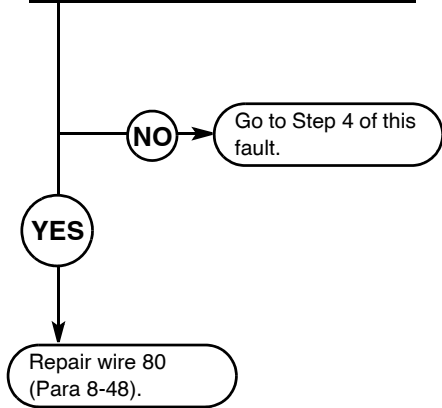 NO
Go to Step 4 of this
fault.
YES
Repair wire 80
(Para 8-48).